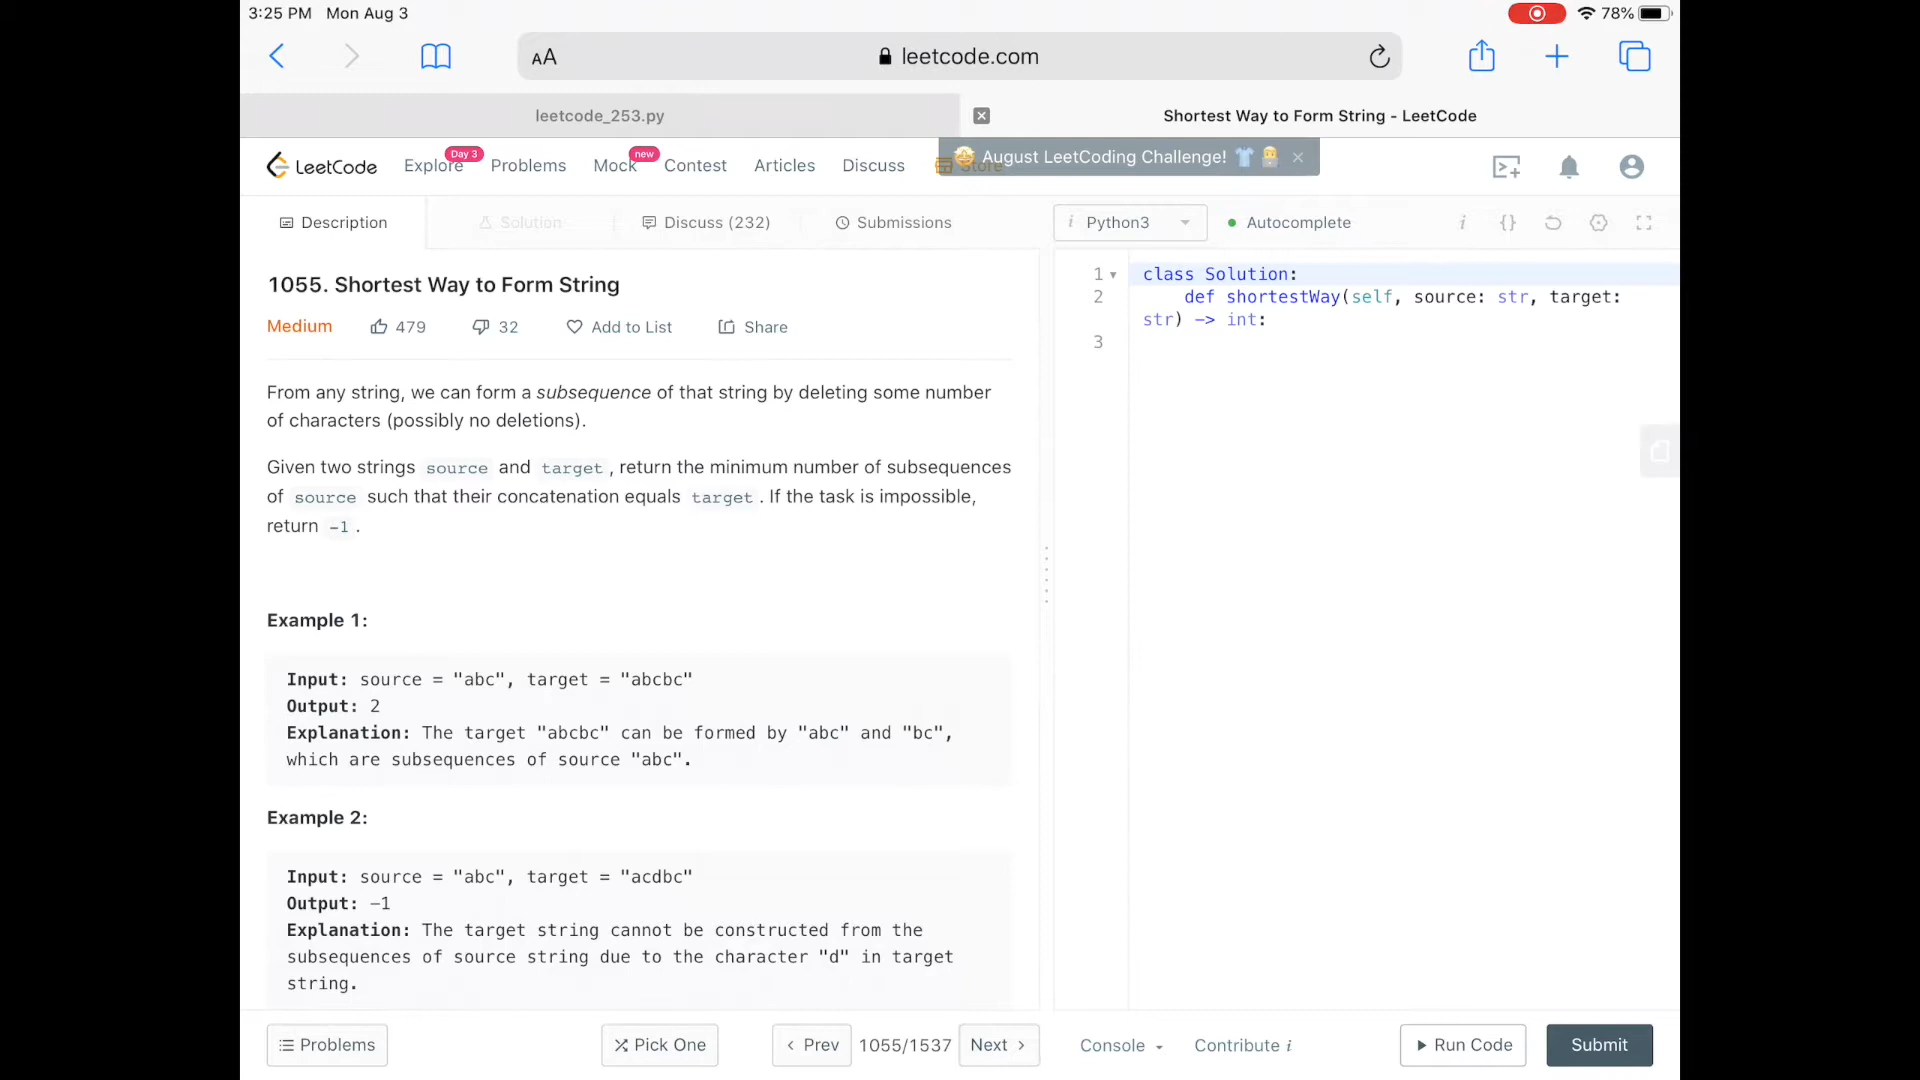 3:25 PM Mon Aug 3
78%
AA
leetcode.com
leetcode_253.py
Shortest Way to Form String - LeetCode
LeetCode
Explore
Day 3
Problems
Mock
new
Contest
Articles
Discuss
Store
August LeetCoding Challenge!
Description
Solution
Discuss (232)
Submissions
i Python3
Autocomplete
i {}
1055. Shortest Way to Form String
Medium
479
32
Add to List
Share
From any string, we can form a subsequence of that string by deleting some number
of characters (possibly no deletions).
Given two strings source and target , return the minimum number of subsequences
of source such that their concatenation equals target . If the task is impossible,
return -1 .
Example 1:
Input: source = "abc", target = "abcbc"
Output: 2
Explanation: The target "abcbc" can be formed by "abc" and "bc",
which are subsequences of source "abc".
Example 2:
Input: source = "abc", target = "acdbc"
Output: -1
Explanation: The target string cannot be constructed from the
subsequences of source string due to the character "d" in target
string.
1 class Solution:
2 def shortestWay(self, source: str, target:
str) -> int:
3
Problems
Pick One
Prev
1055/1537
Next
Console
Contribute i
Run Code
Submit